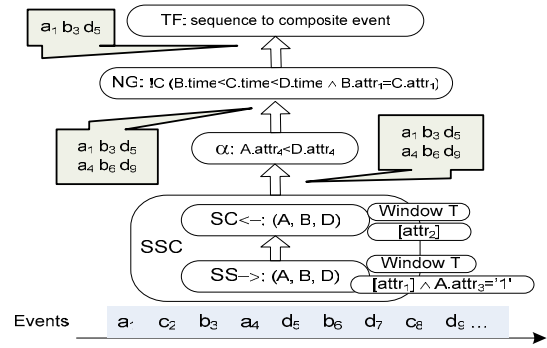 TF: sequence to composite event
a₁ b₃ d₅
NG: !C (B.time<C.time<D.time ∧ B.attr₁=C.attr₁)
a₁ b₃ d₅
a₄ b₆ d₉
α: A.attr₄<D.attr₄
a₁ b₃ d₅
a₄ b₆ d₉
SSC
SC<–: (A, B, D)
Window T
[attr₂]
SS–>: (A, B, D)
Window T
[attr₁] ∧ A.attr₃='1'
Events a₁ c₂ b₃ a₄ d₅ b₆ d₇ c₈ d₉ ...